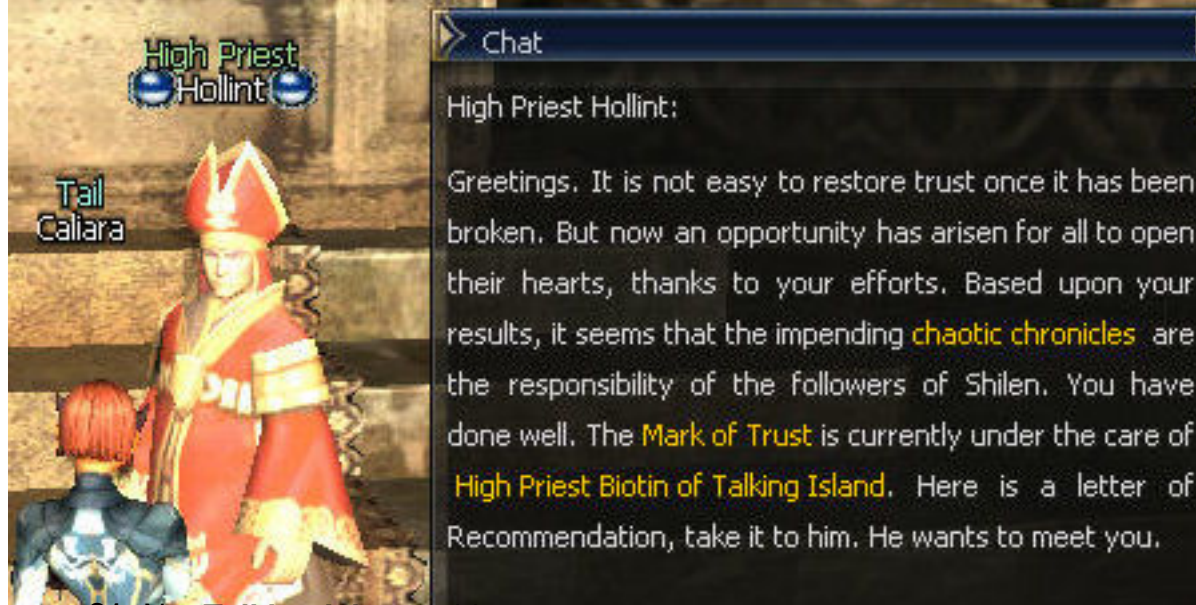 High Priest
Hollint
Tail
Caliara
Chat
High Priest Hollint:
Greetings. It is not easy to restore trust once it has been
broken. But now an opportunity has arisen for all to open
their hearts, thanks to your efforts. Based upon your
results, it seems that the impending chaotic chronicles are
the responsibility of the followers of Shilen. You have
done well. The Mark of Trust is currently under the care of
High Priest Biotin of Talking Island. Here is a letter of
Recommendation, take it to him. He wants to meet you.